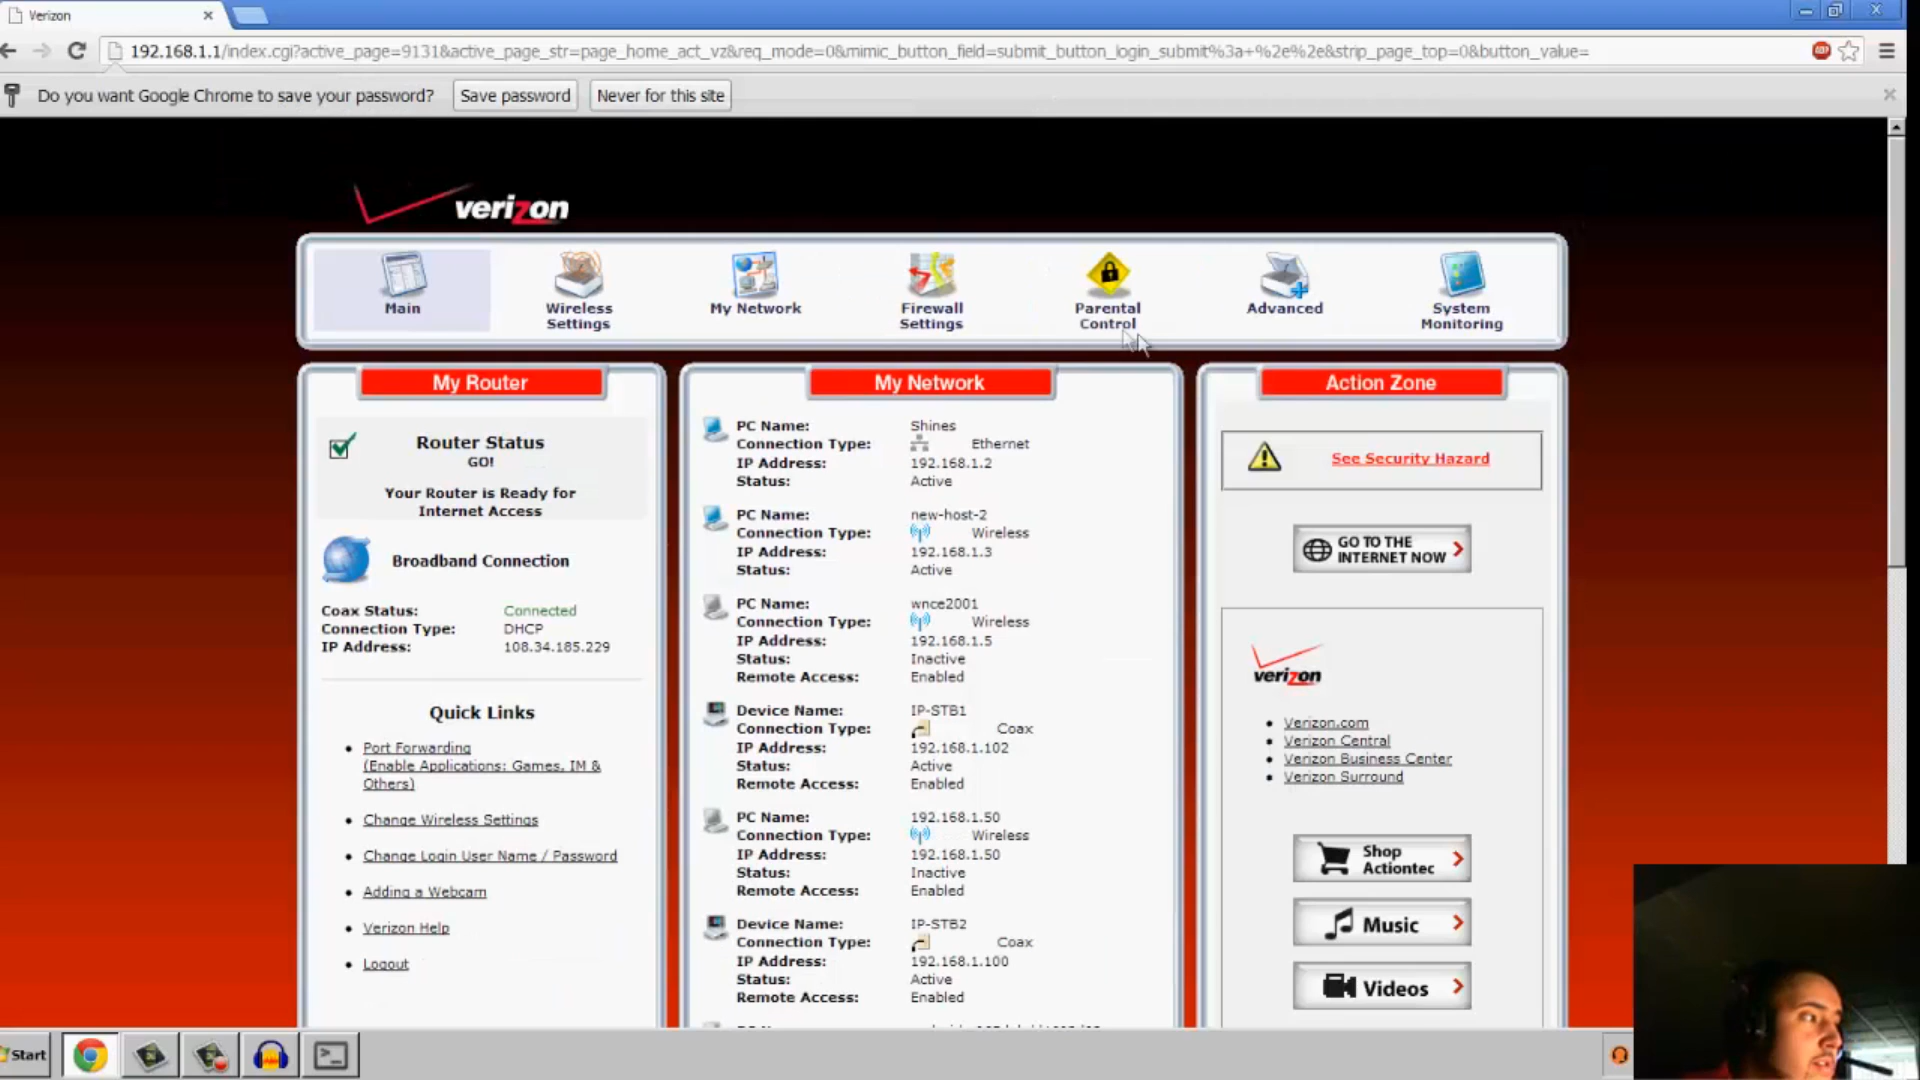 Verizon
192.168.1.1/index.cgi?active_page=9131&active_page_str=page_home_act_vz&req_mode=0&mimic_button_field=submit_button_login_submit%3a+%2e%2e&strip_page_top=0&button_value=
Do you want Google Chrome to save your password?
Save password
Never for this site
verizon
Main
Wireless
Settings
My Network
Firewall
Settings
Parental
Control
Advanced
System
Monitoring
My Router
Router Status
GO!
Your Router is Ready for
Internet Access
Broadband Connection
Coax Status: Connected
Connection Type: DHCP
IP Address: 108.34.185.229
Quick Links
Port Forwarding
(Enable Applications: Games, IM &
Others)
Change Wireless Settings
Change Login User Name / Password
Adding a Webcam
Verizon Help
Logout
My Network
PC Name: Shines
Connection Type: Ethernet
IP Address: 192.168.1.2
Status: Active
PC Name: new-host-2
Connection Type: Wireless
IP Address: 192.168.1.3
Status: Active
PC Name: wnce2001
Connection Type: Wireless
IP Address: 192.168.1.5
Status: Inactive
Remote Access: Enabled
Device Name: IP-STB1
Connection Type: Coax
IP Address: 192.168.1.102
Status: Active
Remote Access: Enabled
PC Name: 192.168.1.50
Connection Type: Wireless
IP Address: 192.168.1.50
Status: Inactive
Remote Access: Enabled
Device Name: IP-STB2
Connection Type: Coax
IP Address: 192.168.1.100
Status: Active
Remote Access: Enabled
Action Zone
See Security Hazard
GO TO THE
INTERNET NOW
verizon
Verizon.com
Verizon Central
Verizon Business Center
Verizon Surround
Shop
Actiontec
Music
Videos
Start